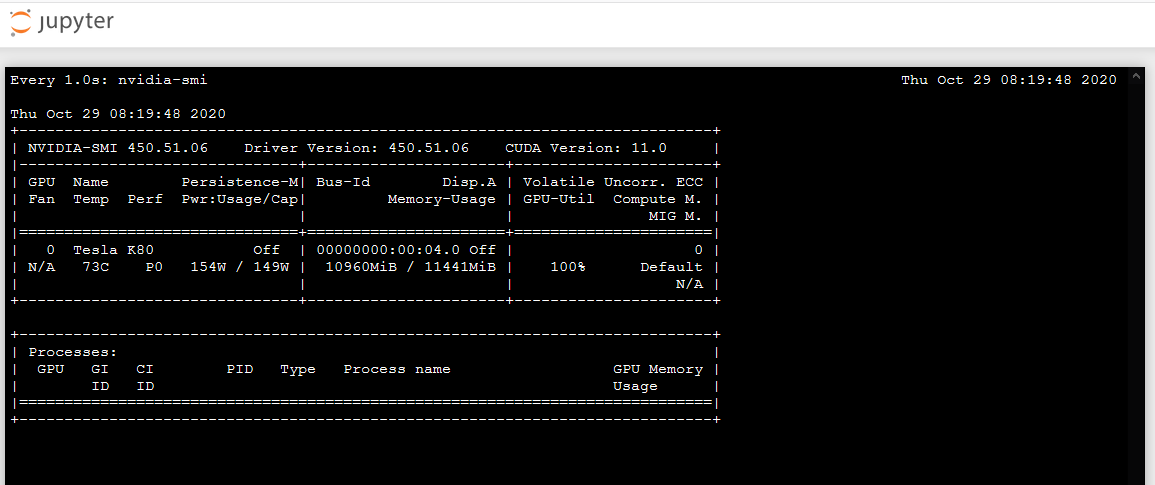 jupyter
Every 1.0s: nvidia-smi                                                                             Thu Oct 29 08:19:48 2020
Thu Oct 29 08:19:48 2020
+-----------------------------------------------------------------------------+
| NVIDIA-SMI 450.51.06    Driver Version: 450.51.06    CUDA Version: 11.0     |
|-------------------------------+----------------------+----------------------+
| GPU  Name        Persistence-M| Bus-Id        Disp.A | Volatile Uncorr. ECC |
| Fan  Temp  Perf  Pwr:Usage/Cap|         Memory-Usage | GPU-Util  Compute M. |
|                               |                      |               MIG M. |
|===============================+======================+======================|
|   0  Tesla K80           Off  | 00000000:00:04.0 Off |                    0 |
| N/A   73C    P0   154W / 149W |  10960MiB / 11441MiB |    100%      Default |
|                               |                      |                  N/A |
+-------------------------------+----------------------+----------------------+
+-----------------------------------------------------------------------------+
| Processes:                                                                  |
|  GPU   GI   CI        PID   Type   Process name                  GPU Memory |
|        ID   ID                                                   Usage      |
|=============================================================================|
+-----------------------------------------------------------------------------+